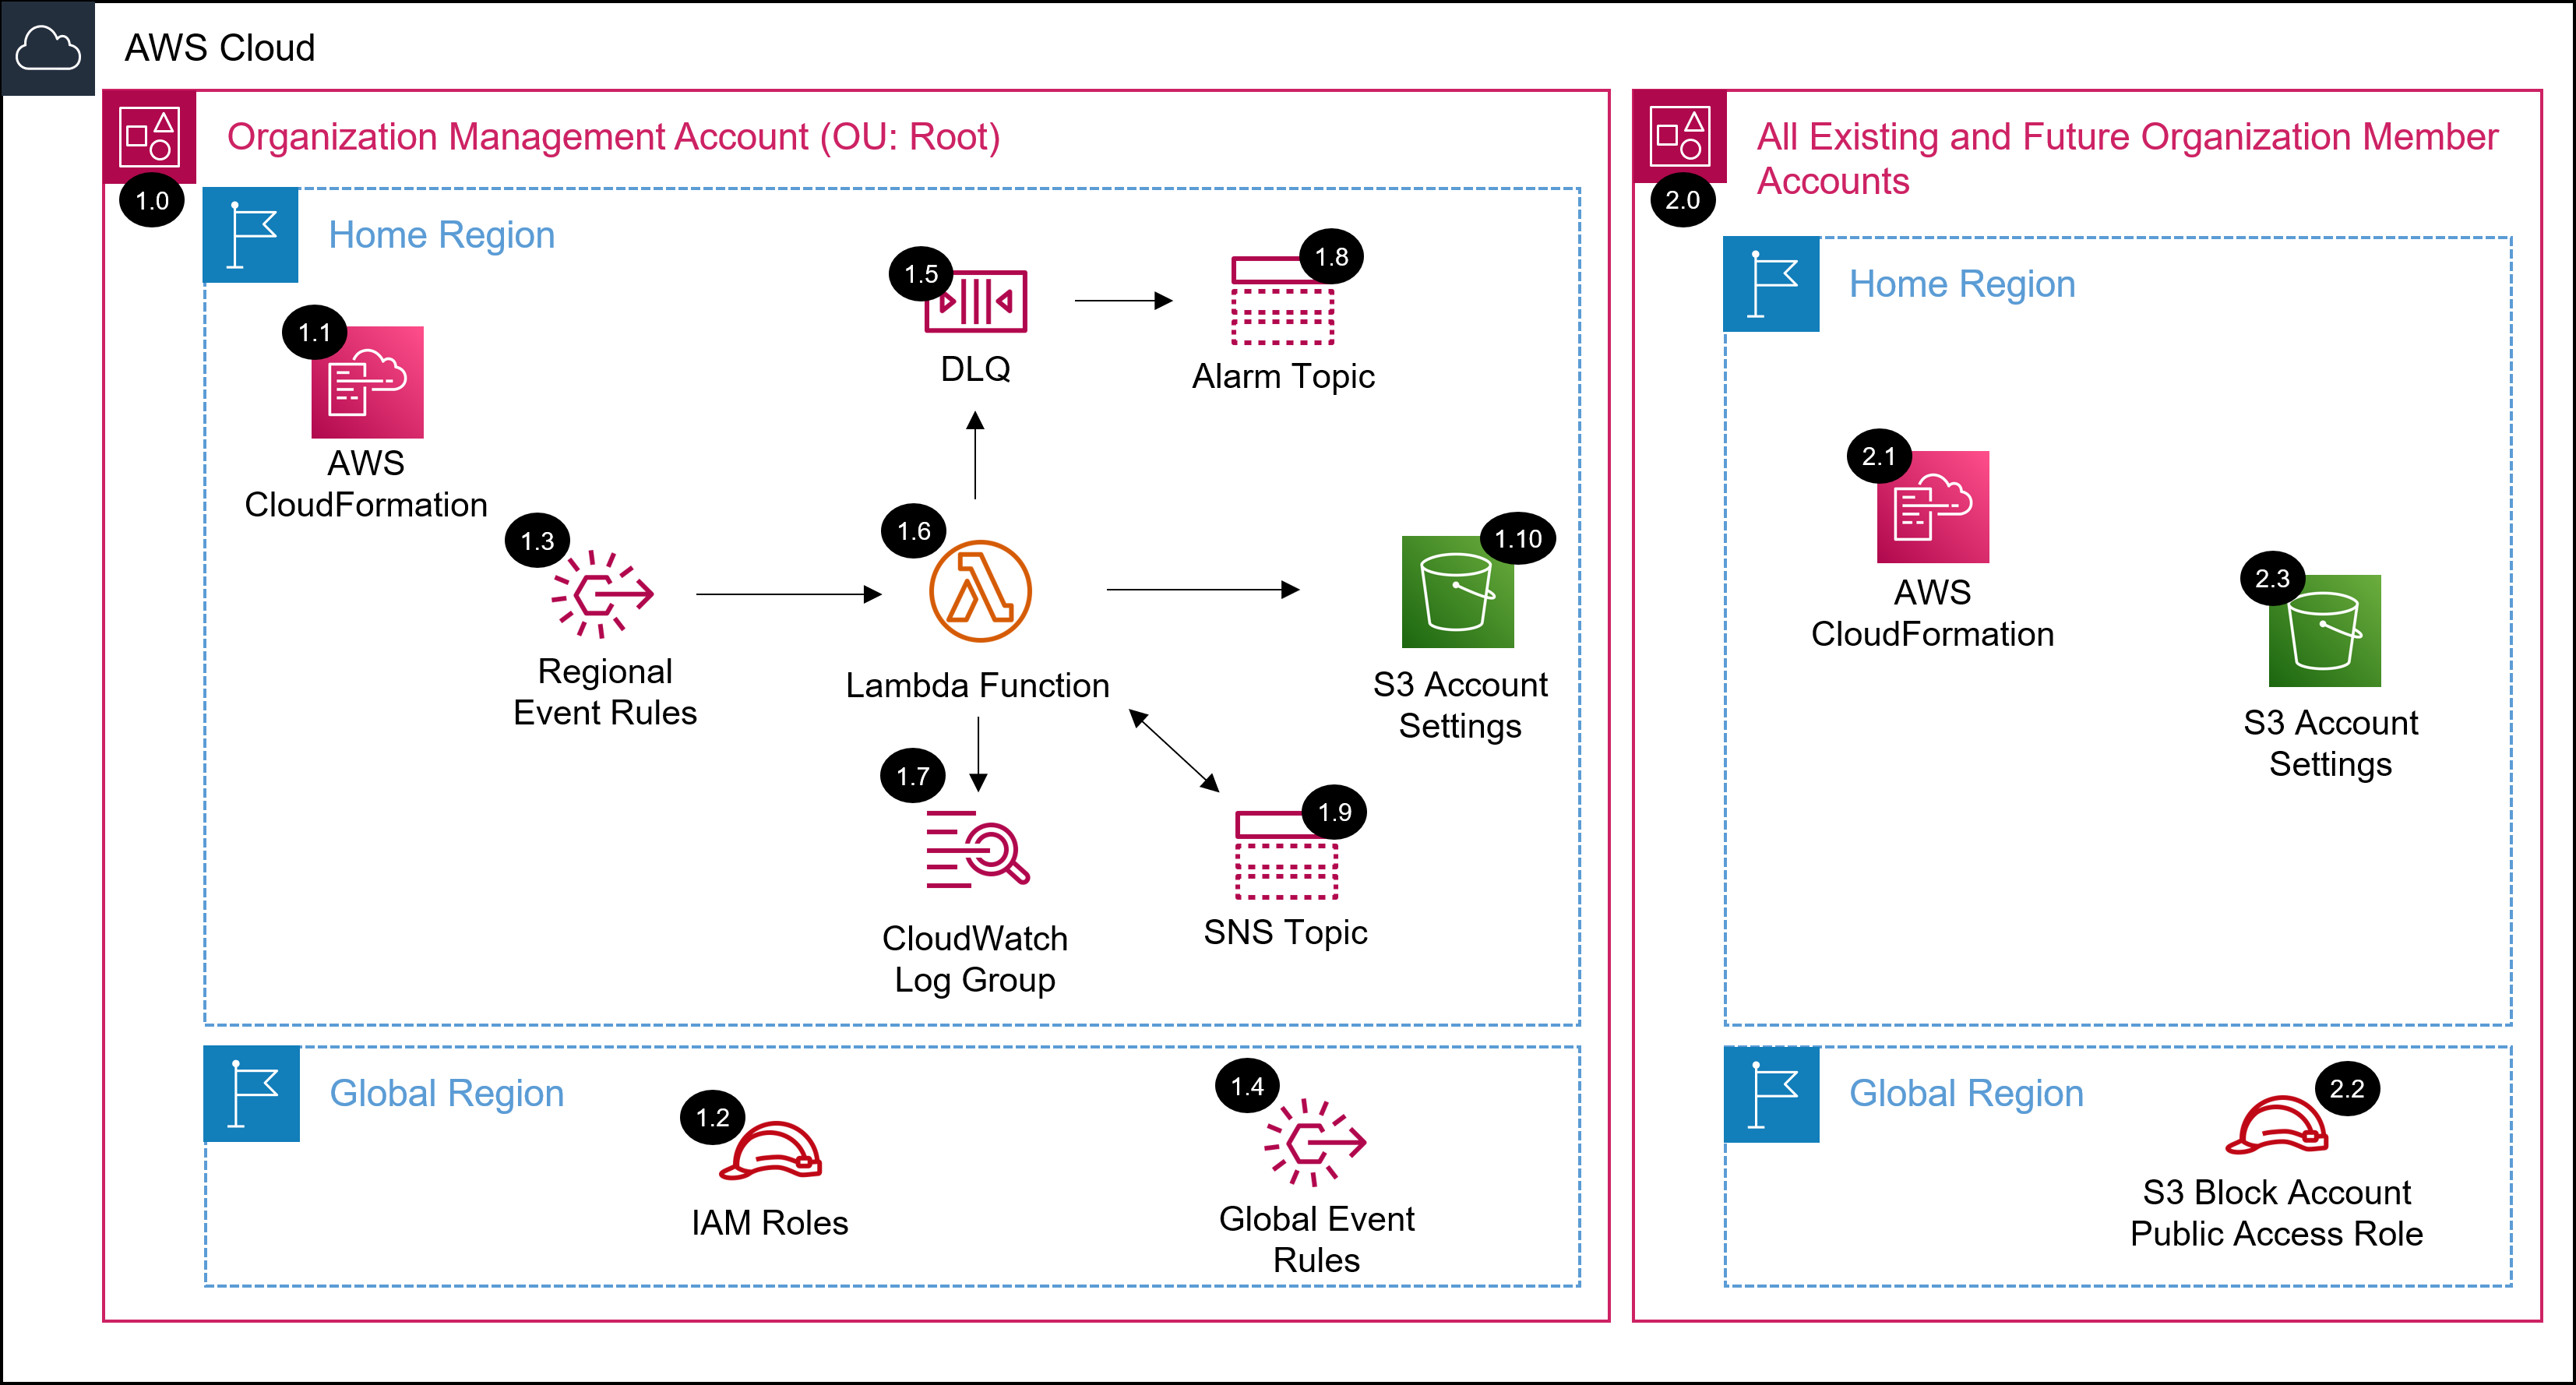 AWS Cloud
Organization Management Account (OU: Root)
1.0
Home Region
1.1
AWS
CloudFormation
1.3
Regional
Event Rules
1.5
DLQ
1.8
Alarm Topic
1.6
Lambda Function
1.10
S3 Account
Settings
1.7
CloudWatch
Log Group
1.9
SNS Topic
Global Region
1.2
IAM Roles
1.4
Global Event
Rules
All Existing and Future Organization Member
Accounts
2.0
Home Region
2.1
AWS
CloudFormation
2.3
S3 Account
Settings
Global Region
2.2
S3 Block Account
Public Access Role